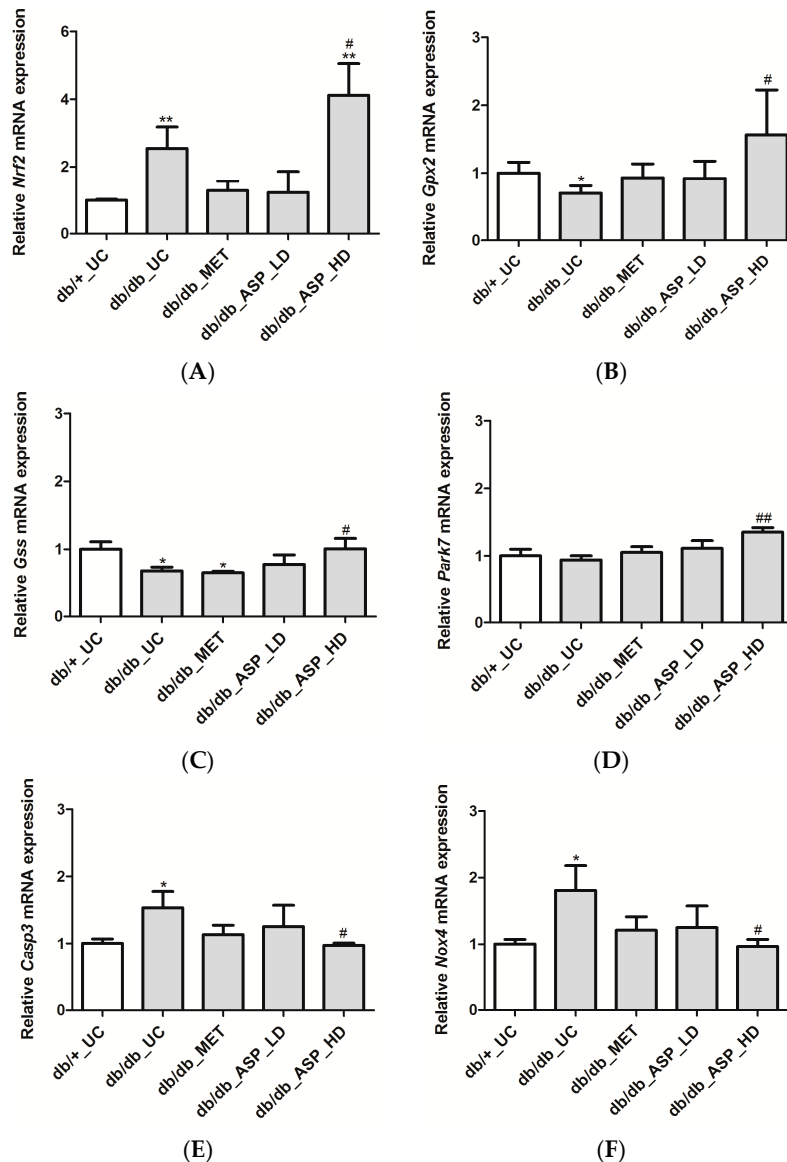 Relative Nrf2 mRNA expression
6
4
2
0
**
#
**
db/+_UC
db/db_UC
db/db_MET
db/db_ASP_LD
db/db_ASP_HD
(A)
Relative Gpx2 mRNA expression
3
2
1
0
*
#
db/+_UC
db/db_UC
db/db_MET
db/db_ASP_LD
db/db_ASP_HD
(B)
Relative Gss mRNA expression
3
2
1
0
*
*
#
db/+_UC
db/db_UC
db/db_MET
db/db_ASP_LD
db/db_ASP_HD
(C)
Relative Park7 mRNA expression
3
2
1
0
##
db/+_UC
db/db_UC
db/db_MET
db/db_ASP_LD
db/db_ASP_HD
(D)
Relative Casp3 mRNA expression
3
2
1
0
*
#
db/+_UC
db/db_UC
db/db_MET
db/db_ASP_LD
db/db_ASP_HD
(E)
Relative Nox4 mRNA expression
3
2
1
0
*
#
db/+_UC
db/db_UC
db/db_MET
db/db_ASP_LD
db/db_ASP_HD
(F)